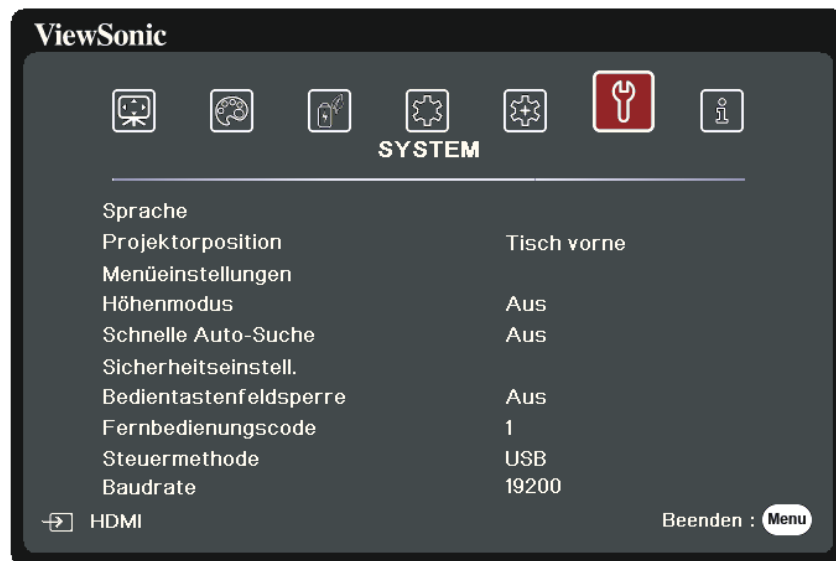 ViewSonic
SYSTEM
Sprache
Projektorposition Tisch vorne
Menüeinstellungen
Höhenmodus Aus
Schnelle Auto-Suche Aus
Sicherheitseinstell.
Bedientastenfeldsperre Aus
Fernbedienungscode 1
Steuermethode USB
Baudrate 19200
HDMI Beenden : Menu